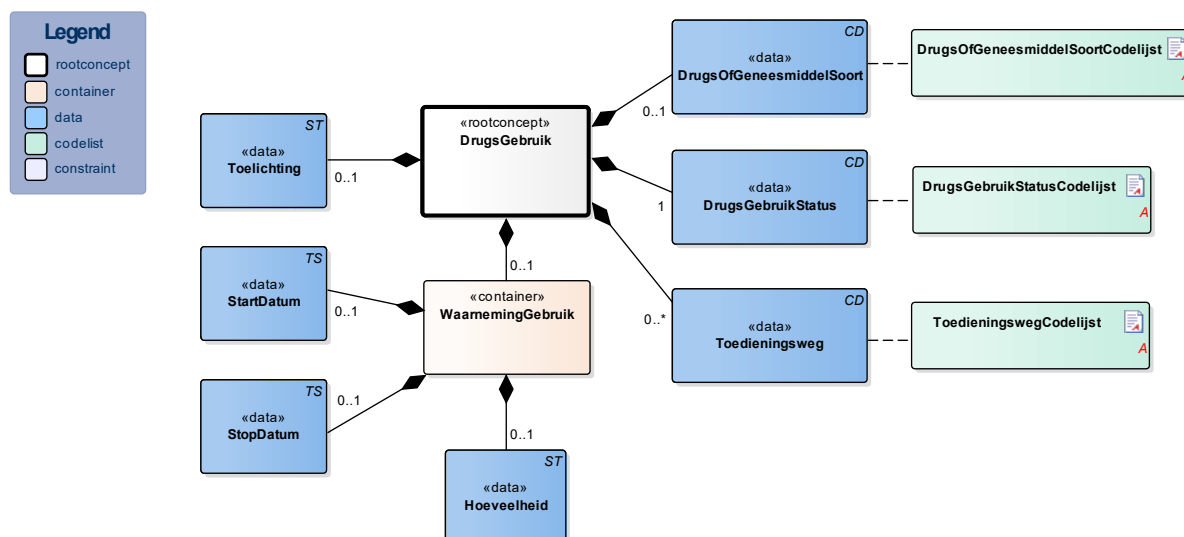 Legend
rootconcept
container
data
codelist
constraint
ST
«data»
Toelichting
0..1
«rootconcept»
DrugsGebruik
CD
«data»
DrugsOfGeneesmiddelSoort
0..1
DrugsOfGeneesmiddelSoortCodelijst
A
CD
«data»
DrugsGebruikStatus
1
DrugsGebruikStatusCodelijst
A
TS
«data»
StartDatum
0..1
0..1
«container»
WaarnemingGebruik
CD
«data»
Toedieningsweg
0..*
ToedieningswegCodelijst
A
TS
«data»
StopDatum
0..1
0..1
ST
«data»
Hoeveelheid